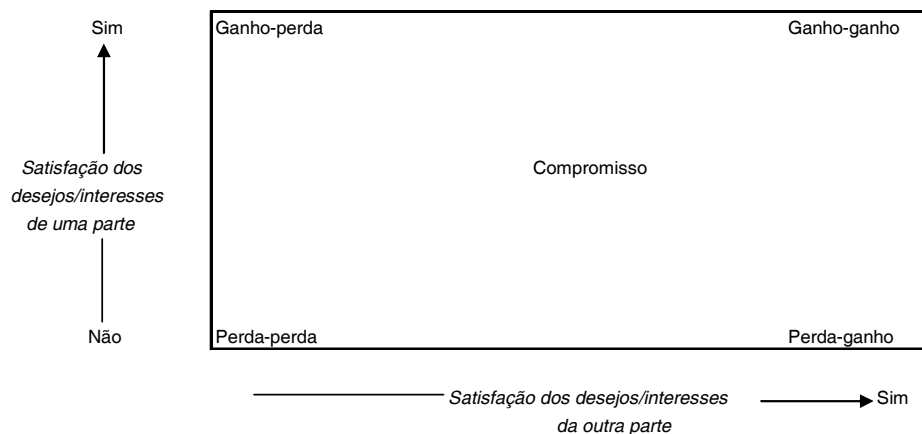 Sim
Ganho-perda
Ganho-ganho
Satisfação dos
desejos/interesses
de uma parte
Compromisso
Não
Perda-perda
Perda-ganho
Satisfação dos desejos/interesses
da outra parte
Sim